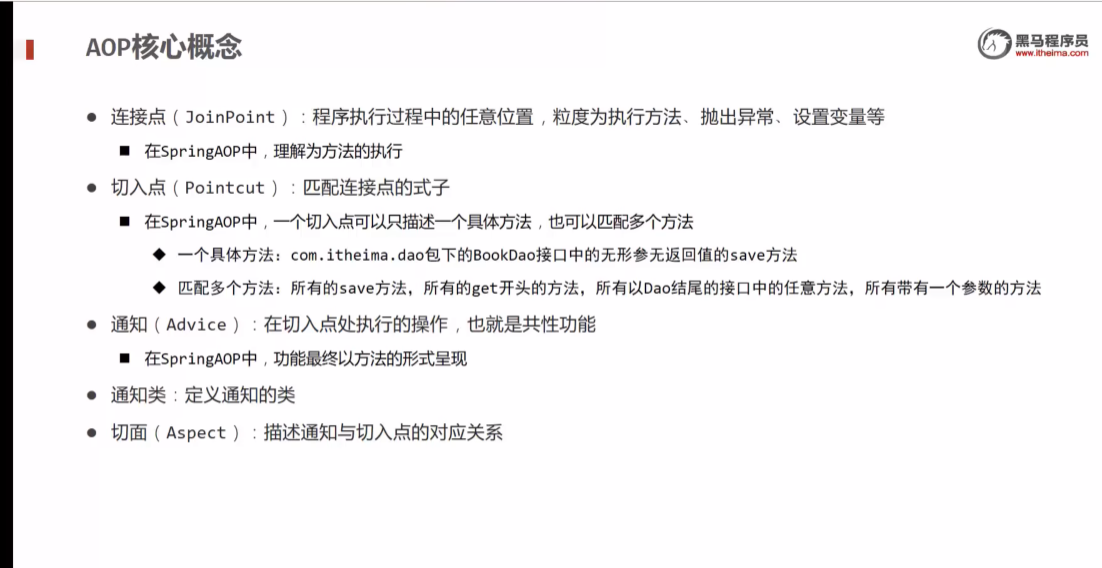 AOP核心概念
黑马程序员
www.itheima.com
● 连接点（JoinPoint）：程序执行过程中的任意位置，粒度为执行方法、抛出异常、设置变量等
■ 在SpringAOP中，理解为方法的执行
● 切入点（Pointcut）：匹配连接点的式子
■ 在SpringAOP中，一个切入点可以只描述一个具体方法，也可以匹配多个方法
◆ 一个具体方法：com.itheima.dao包下的BookDao接口中的无形参无返回值的save方法
◆ 匹配多个方法：所有的save方法，所有的get开头的方法，所有以Dao结尾的接口中的任意方法，所有带有一个参数的方法
● 通知（Advice）：在切入点处执行的操作，也就是共性功能
■ 在SpringAOP中，功能最终以方法的形式呈现
● 通知类：定义通知的类
● 切面（Aspect）：描述通知与切入点的对应关系